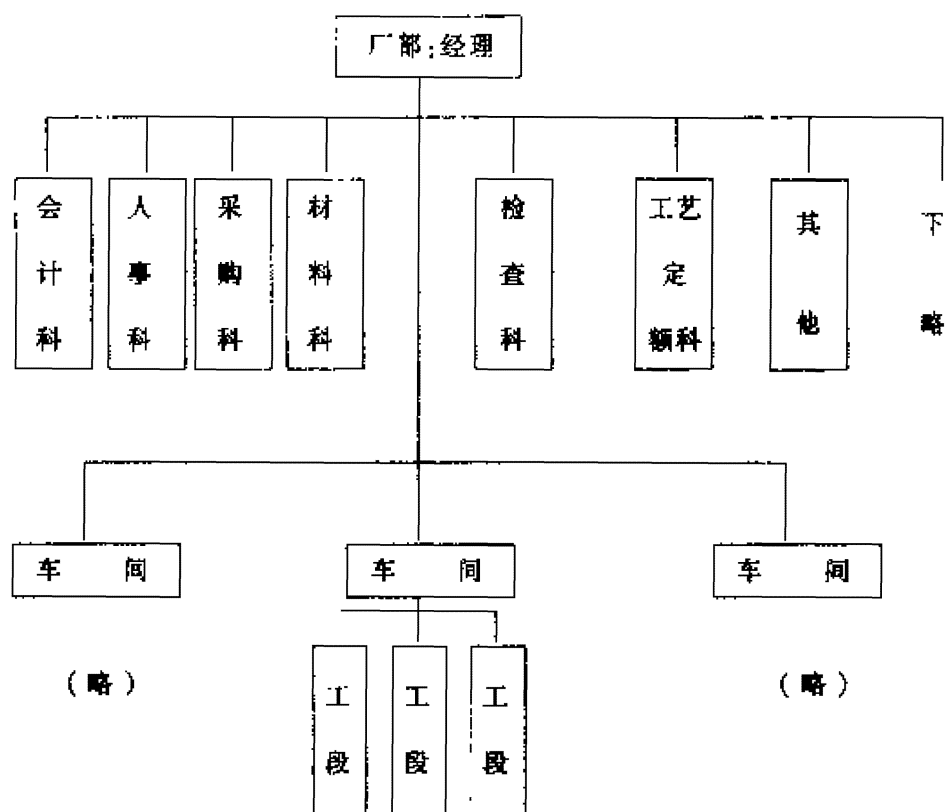 厂部:经理
会计科
人事科
采购科
材料科
检查科
工艺定额科
其他
下略
车间
车间
车间
(略)
(略)
工段
工段
工段